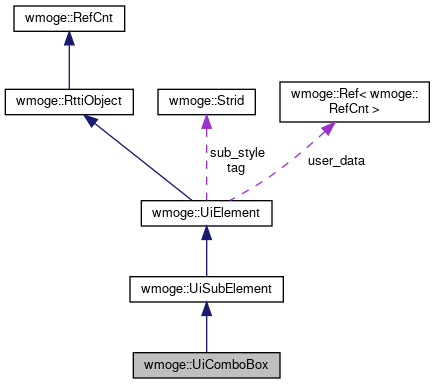 wmoge::RefCnt
wmoge::RttiObject
wmoge::Strid
wmoge::Ref< wmoge::
RefCnt >
sub_style
tag
user_data
wmoge::UiElement
wmoge::UiSubElement
wmoge::UiComboBox